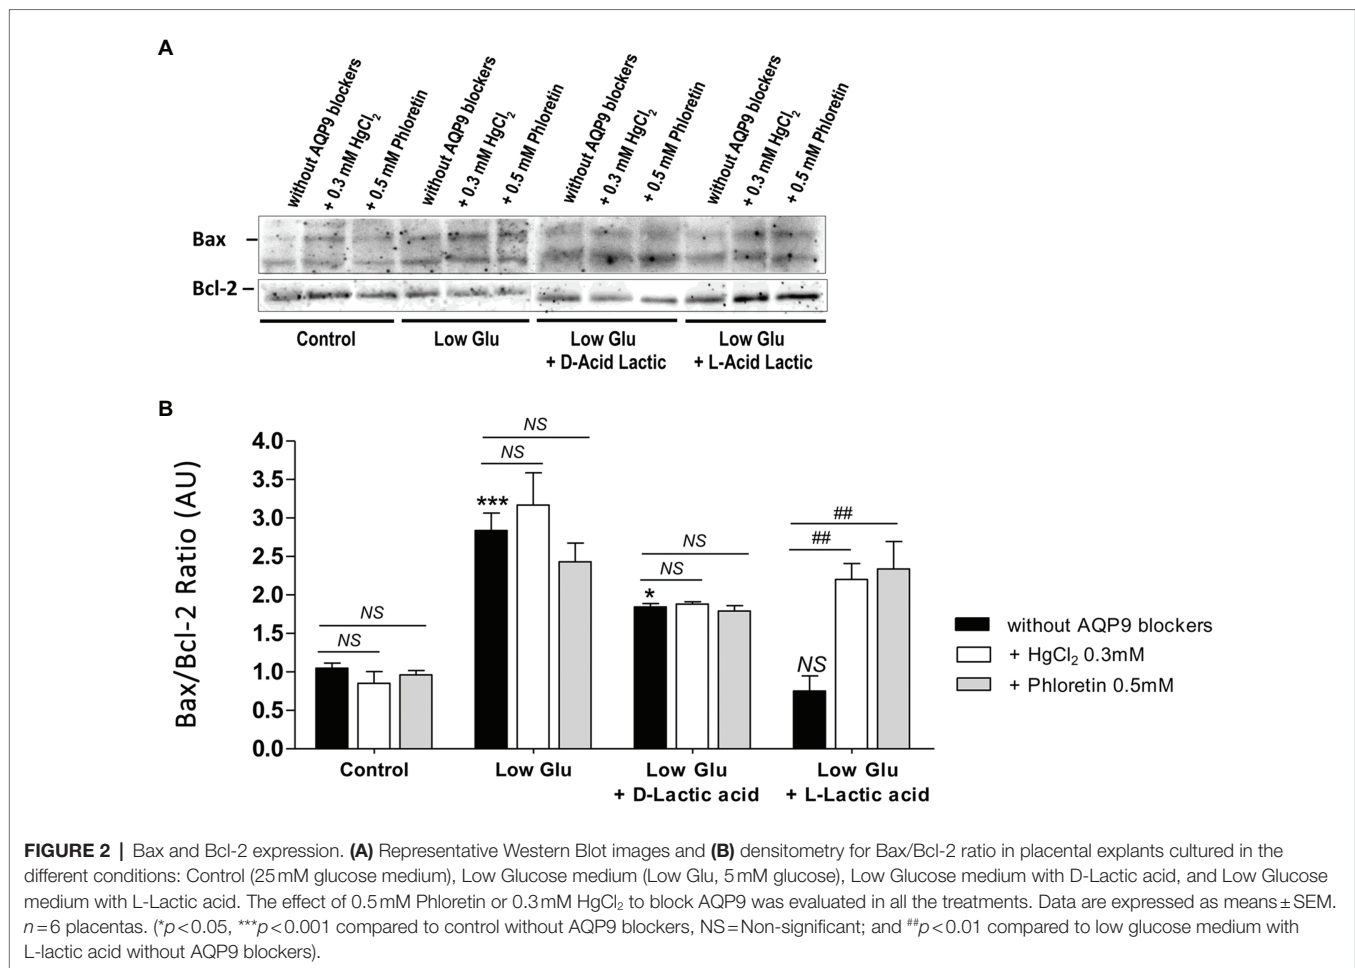 A
without AQP9 blockers
+ 0.3 mM HgCl₂
+ 0.5 mM Phloretin
without AQP9 blockers
+ 0.3 mM HgCl₂
+ 0.5 mM Phloretin
without AQP9 blockers
+ 0.3 mM HgCl₂
+ 0.5 mM Phloretin
without AQP9 blockers
+ 0.3 mM HgCl₂
+ 0.5 mM Phloretin
Bax
Bcl-2
Control
Low Glu
Low Glu
+ D-Acid Lactic
Low Glu
+ L-Acid Lactic
B
Bax/Bcl-2 Ratio (AU)
4.0
3.5
3.0
2.5
2.0
1.5
1.0
0.5
0.0
NS
NS
NS
NS
***
NS
NS
*
##
##
NS
Control
Low Glu
Low Glu
+ D-Lactic acid
Low Glu
+ L-Lactic acid
without AQP9 blockers
+ HgCl₂ 0.3mM
+ Phloretin 0.5mM
FIGURE 2 | Bax and Bcl-2 expression. (A) Representative Western Blot images and (B) densitometry for Bax/Bcl-2 ratio in placental explants cultured in the
different conditions: Control (25 mM glucose medium), Low Glucose medium (Low Glu, 5 mM glucose), Low Glucose medium with D-Lactic acid, and Low Glucose
medium with L-Lactic acid. The effect of 0.5 mM Phloretin or 0.3 mM HgCl₂ to block AQP9 was evaluated in all the treatments. Data are expressed as means ± SEM.
n = 6 placentas. (*p < 0.05, ***p < 0.001 compared to control without AQP9 blockers, NS = Non-significant; and ##p < 0.01 compared to low glucose medium with
L-lactic acid without AQP9 blockers).